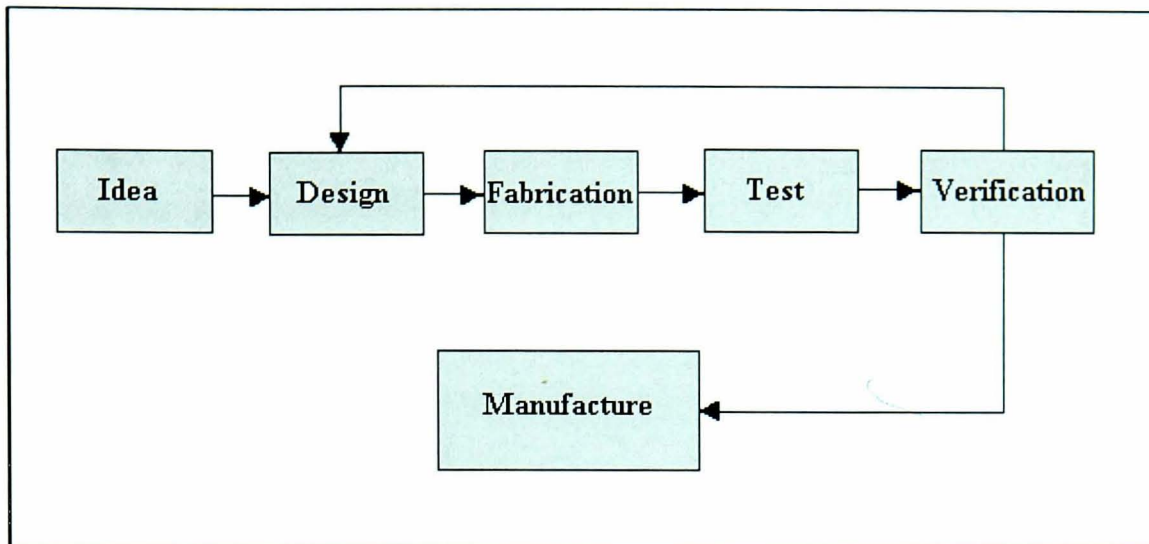 Idea
Design
Fabrication
Test
Verification
Manufacture